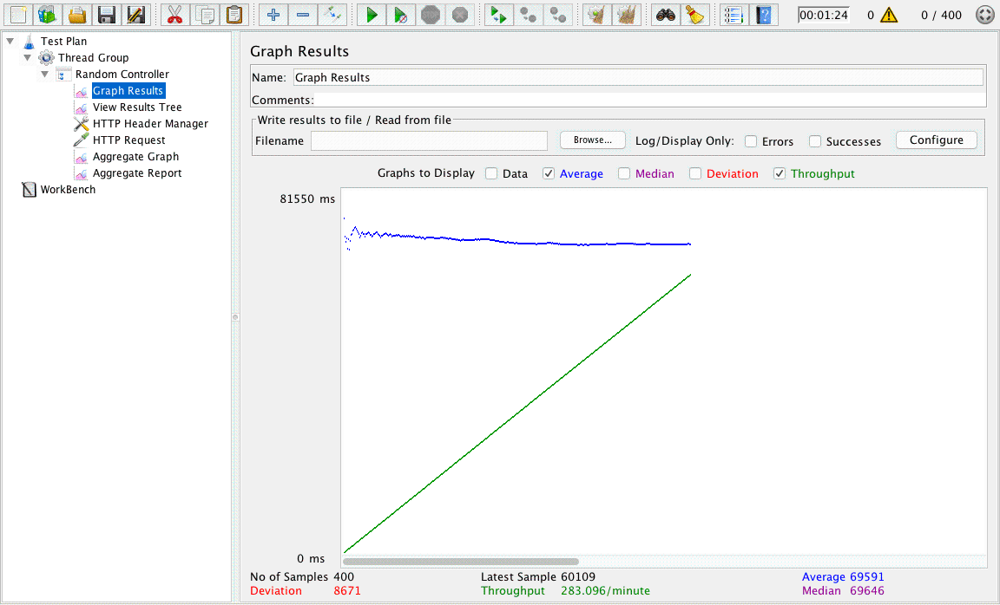 00:01:24 0 0 / 400
Test Plan
Thread Group
Random Controller
Graph Results
View Results Tree
HTTP Header Manager
HTTP Request
Aggregate Graph
Aggregate Report
WorkBench
Graph Results
Name: Graph Results
Comments:
Write results to file / Read from file
Filename Browse... Log/Display Only: Errors Successes Configure
Graphs to Display Data Average Median Deviation Throughput
81550 ms
0 ms
No of Samples 400 Latest Sample 60109 Average 69591
Deviation 8671 Throughput 283.096/minute Median 69646